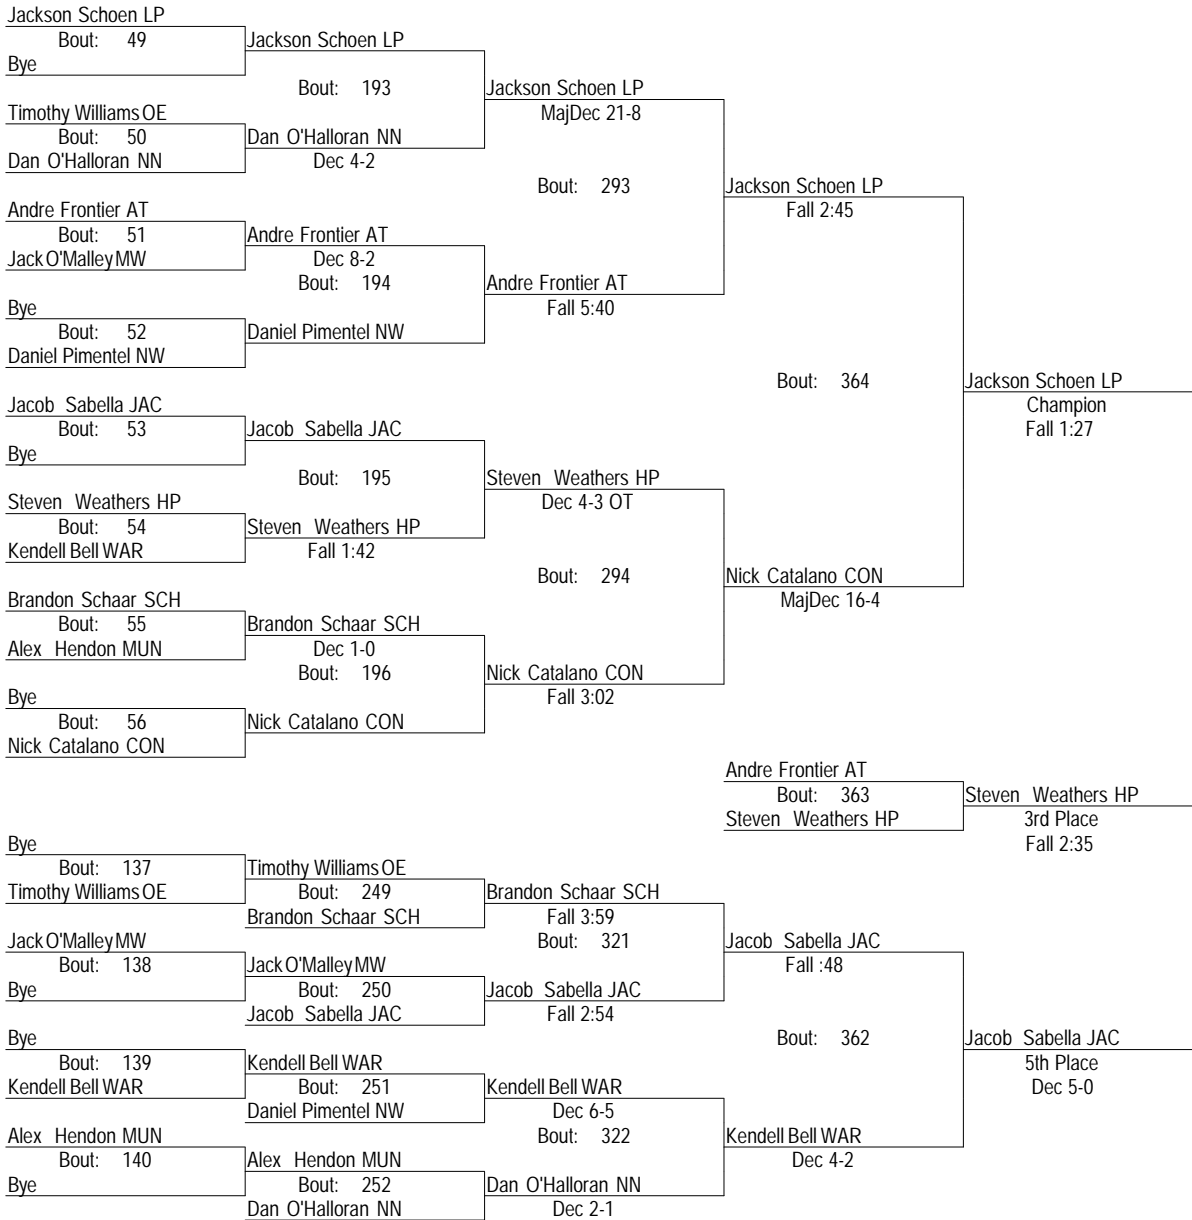 Jackson Schoen LP
Bout: 49
Jackson Schoen LP
Bye
Bout: 193
Jackson Schoen LP
Timothy Williams OE
MajDec 21-8
Bout: 50
Dan O'Halloran NN
Dan O'Halloran NN
Dec 4-2
Bout: 293
Jackson Schoen LP
Andre Frontier AT
Fall 2:45
Bout: 51
Andre Frontier AT
Jack O'Malley MW
Dec 8-2
Bout: 194
Andre Frontier AT
Bye
Fall 5:40
Bout: 52
Daniel Pimentel NW
Daniel Pimentel NW
Bout: 364
Jackson Schoen LP
Jacob Sabella JAC
Champion
Bout: 53
Jacob Sabella JAC
Fall 1:27
Bye
Bout: 195
Steven Weathers HP
Steven Weathers HP
Dec 4-3 OT
Bout: 54
Steven Weathers HP
Kendell Bell WAR
Fall 1:42
Bout: 294
Nick Catalano CON
Brandon Schaar SCH
MajDec 16-4
Bout: 55
Brandon Schaar SCH
Alex Hendon MUN
Dec 1-0
Bout: 196
Nick Catalano CON
Bye
Fall 3:02
Bout: 56
Nick Catalano CON
Nick Catalano CON
Andre Frontier AT
Bout: 363
Steven Weathers HP
Steven Weathers HP
3rd Place
Fall 2:35
Bye
Bout: 137
Timothy Williams OE
Timothy Williams OE
Bout: 249
Brandon Schaar SCH
Brandon Schaar SCH
Fall 3:59
Jack O'Malley MW
Bout: 321
Jacob Sabella JAC
Bout: 138
Jack O'Malley MW
Fall :48
Bye
Bout: 250
Jacob Sabella JAC
Jacob Sabella JAC
Fall 2:54
Bye
Bout: 362
Jacob Sabella JAC
Bout: 139
Kendell Bell WAR
5th Place
Kendell Bell WAR
Bout: 251
Kendell Bell WAR
Dec 5-0
Daniel Pimentel NW
Dec 6-5
Alex Hendon MUN
Bout: 322
Kendell Bell WAR
Bout: 140
Alex Hendon MUN
Dec 4-2
Bye
Bout: 252
Dan O'Halloran NN
Dan O'Halloran NN
Dec 2-1